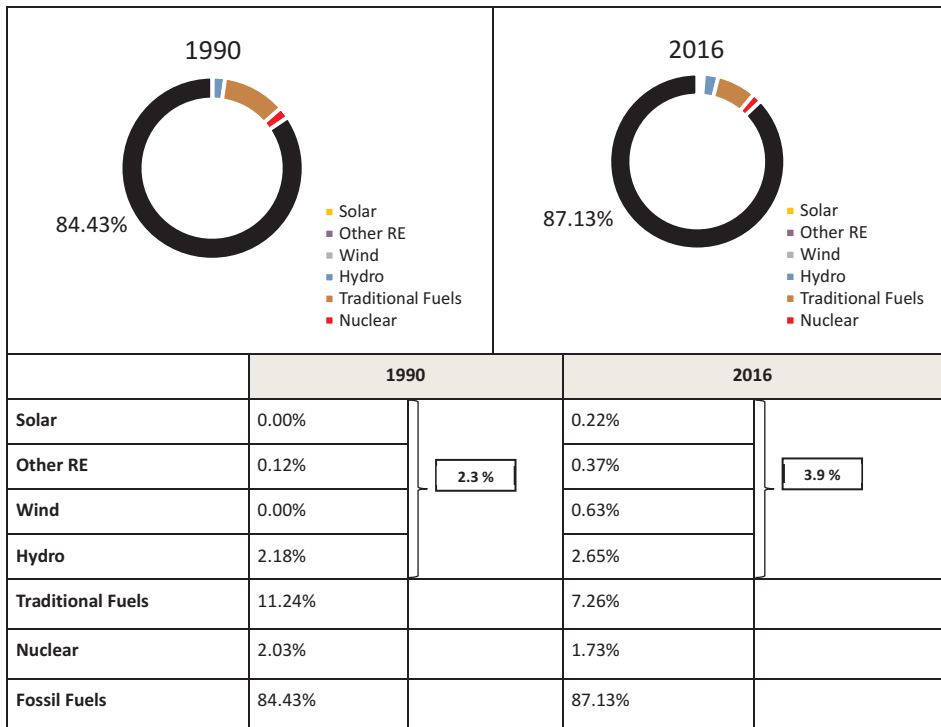 1990
84.43%
Solar
Other RE
Wind
Hydro
Traditional Fuels
Nuclear
2016
87.13%
Solar
Other RE
Wind
Hydro
Traditional Fuels
Nuclear
1990 2016
Solar 0.00% 0.22%
Other RE 0.12% 2.3 % 0.37% 3.9 %
Wind 0.00% 0.63%
Hydro 2.18% 2.65%
Traditional Fuels 11.24% 7.26%
Nuclear 2.03% 1.73%
Fossil Fuels 84.43% 87.13%